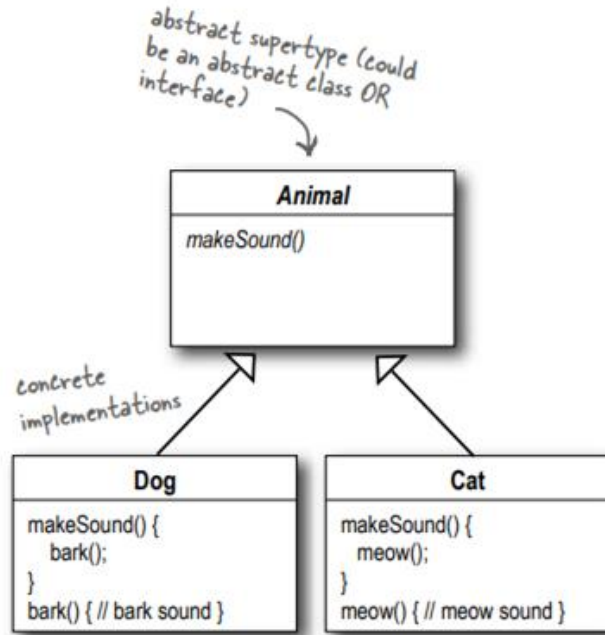 abstract supertype (could
be an abstract class OR
interface)
Animal
makeSound()
concrete
implementations
Dog
makeSound() {
bark();
}
bark() { // bark sound }
Cat
makeSound() {
meow();
}
meow() { // meow sound }